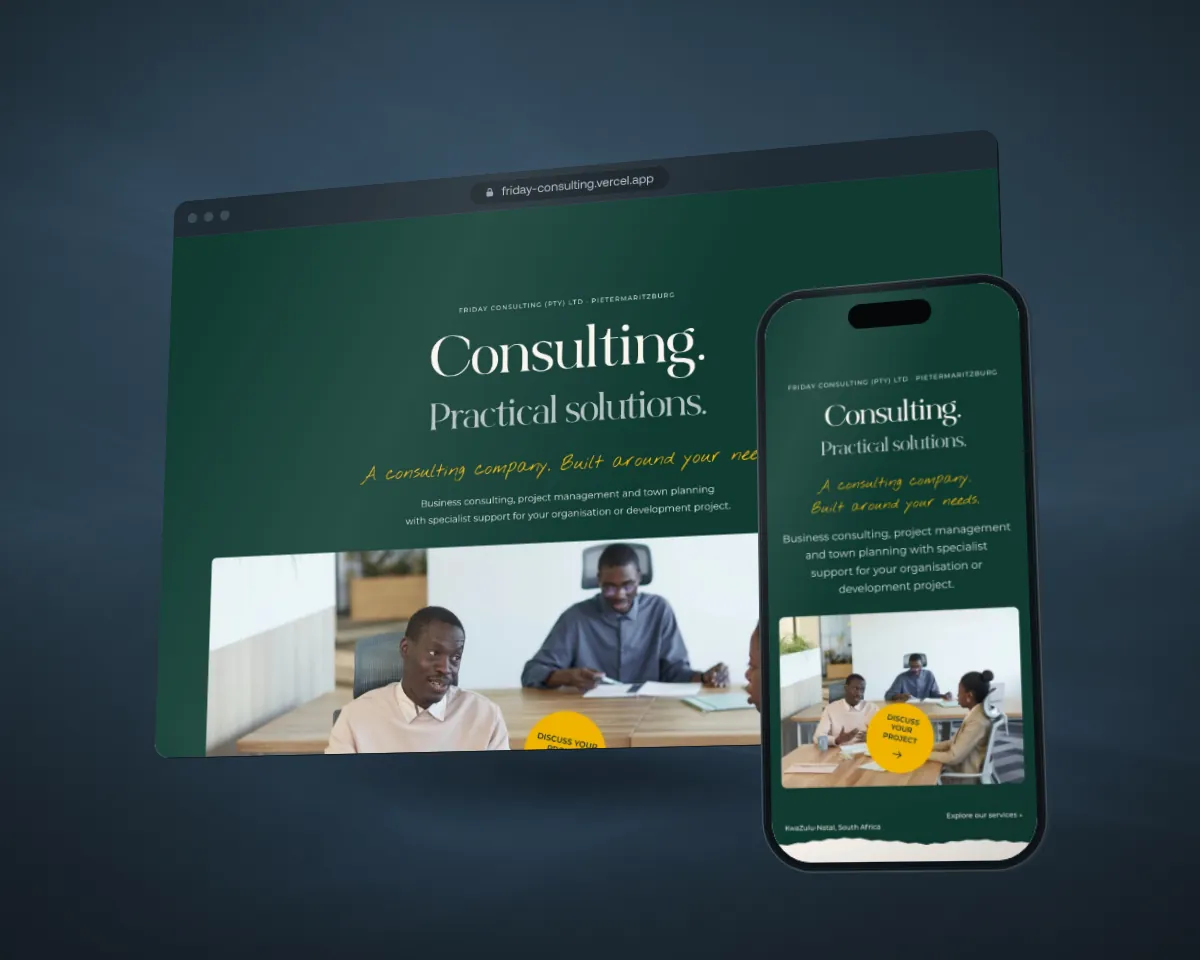 friday-consulting.vercel.app
FRIDAY CONSULTING (PTY) LTD · PIETERMARITZBURG
Consulting.
Practical solutions.
A consulting company. Built around your nee
Business consulting, project management and town planning
with specialist support for your organisation or development project.
DISCUSS YOUR
FRIDAY CONSULTING (PTY) LTD · PIETERMARITZBURG
Consulting.
Practical solutions.
A consulting company.
Built around your needs.
Business consulting, project management
and town planning with specialist
support for your organisation or
development project.
DISCUSS
YOUR
PROJECT
→
Explore our services
KwaZulu-Natal, South Africa